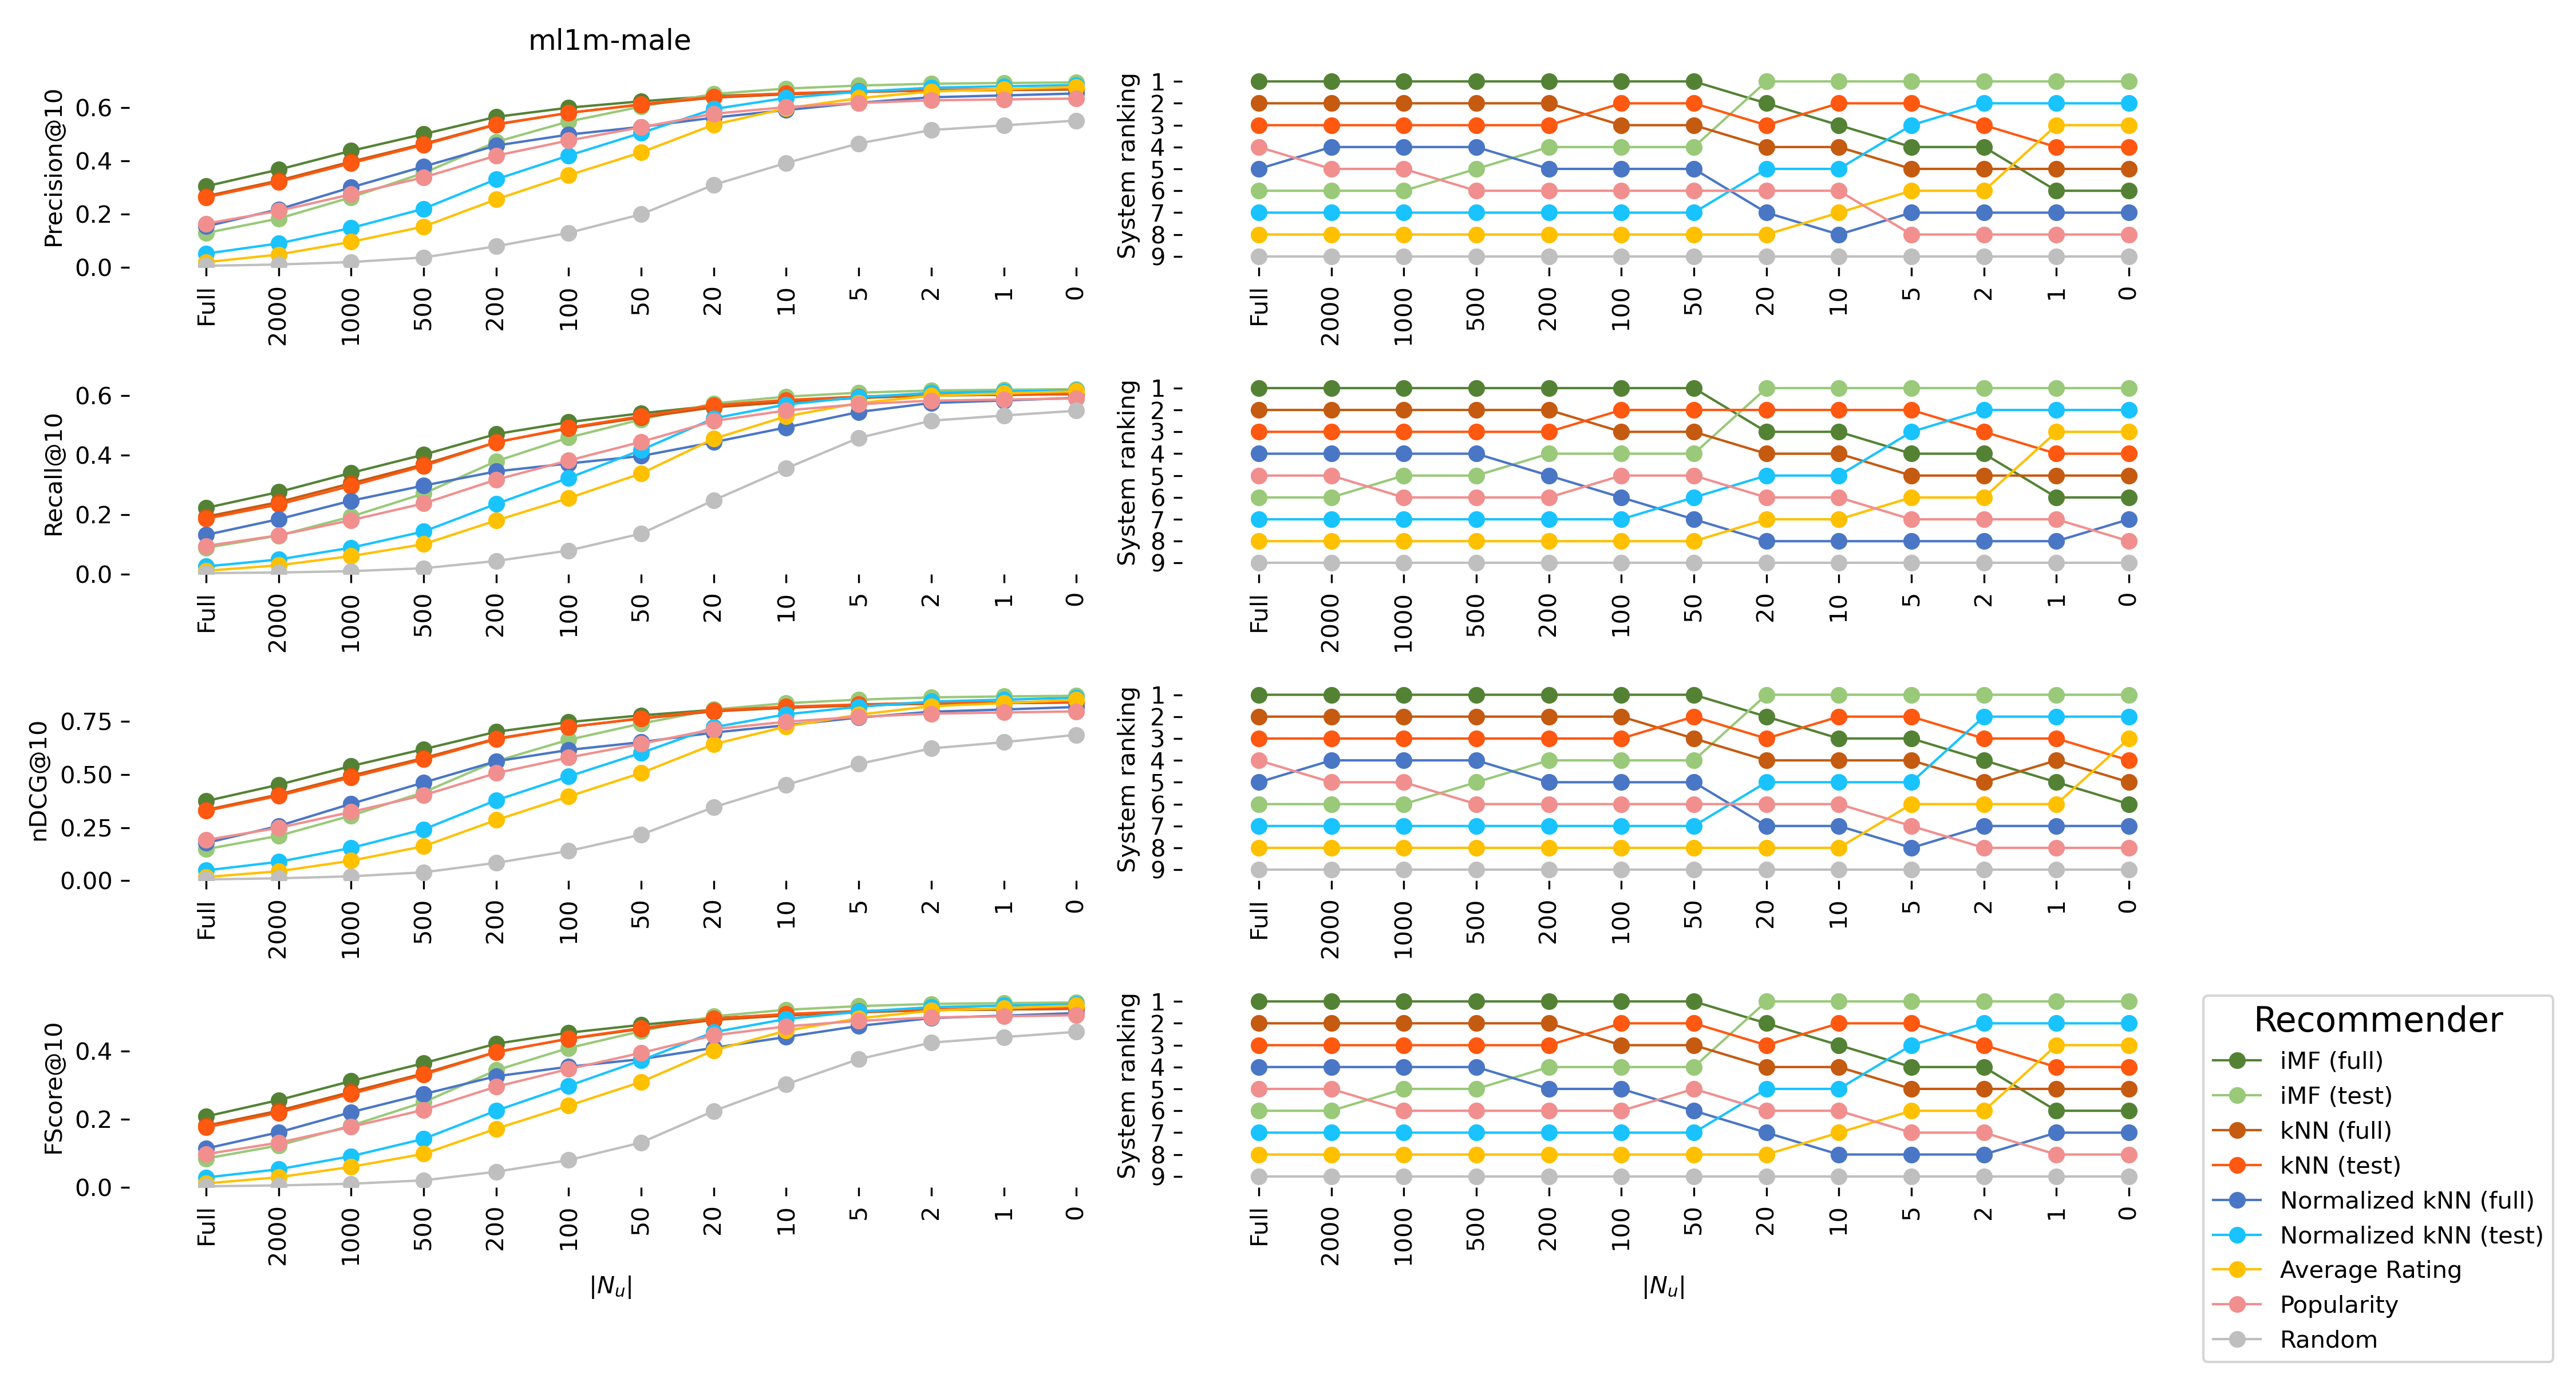 ml1m-male
Precision@10
0.6
0.4
0.2
0.0
Full 2000 1000 500 200 100 50 20 10 5 2 1 0
System ranking
1
2
3
4
5
6
7
8
9
Full 2000 1000 500 200 100 50 20 10 5 2 1 0
Recall@10
0.6
0.4
0.2
0.0
Full 2000 1000 500 200 100 50 20 10 5 2 1 0
System ranking
1
2
3
4
5
6
7
8
9
Full 2000 1000 500 200 100 50 20 10 5 2 1 0
nDCG@10
0.75
0.50
0.25
0.00
Full 2000 1000 500 200 100 50 20 10 5 2 1 0
System ranking
1
2
3
4
5
6
7
8
9
Full 2000 1000 500 200 100 50 20 10 5 2 1 0
FScore@10
0.4
0.2
0.0
Full 2000 1000 500 200 100 50 20 10 5 2 1 0
|N_u|
System ranking
1
2
3
4
5
6
7
8
9
Full 2000 1000 500 200 100 50 20 10 5 2 1 0
|N_u|
Recommender
iMF (full)
iMF (test)
kNN (full)
kNN (test)
Normalized kNN (full)
Normalized kNN (test)
Average Rating
Popularity
Random